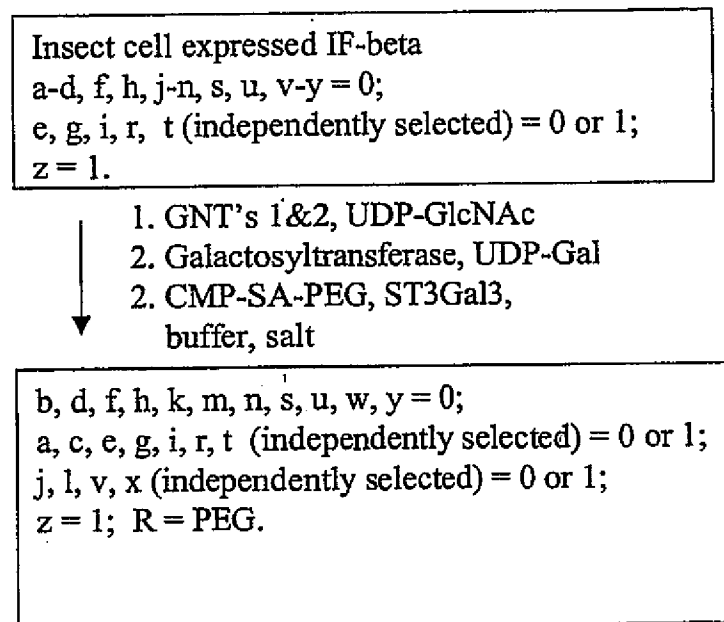 Insect cell expressed IF-beta
a-d, f, h, j-n, s, u, v-y = 0;
e, g, i, r, t (independently selected) = 0 or 1;
z = 1.
1. GNT's 1&2, UDP-GlcNAc
2. Galactosyltransferase, UDP-Gal
2. CMP-SA-PEG, ST3Gal3,
buffer, salt
b, d, f, h, k, m, n, s, u, w, y = 0;
a, c, e, g, i, r, t (independently selected) = 0 or 1;
j, l, v, x (independently selected) = 0 or 1;
z = 1; R = PEG.